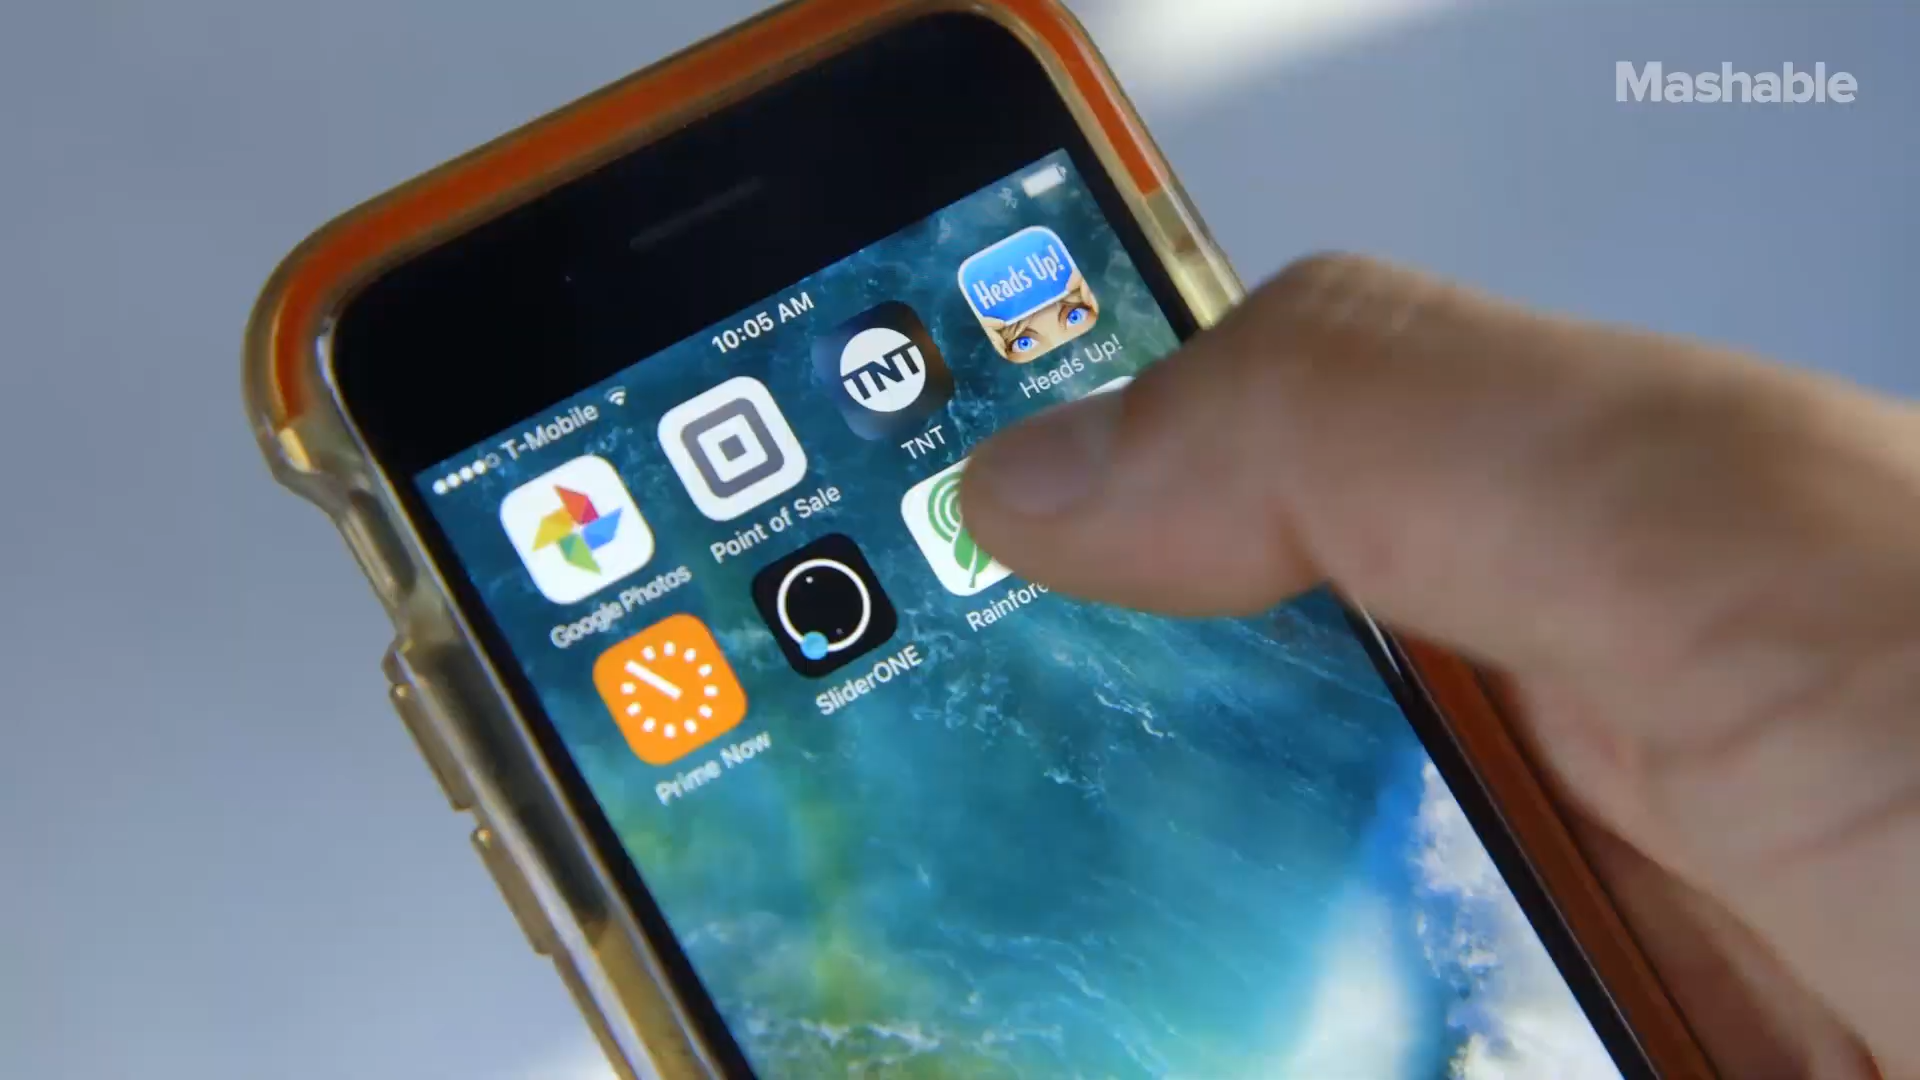 Mashable
T-Mobile
10:05 AM
Google Photos
Point of Sale
TNT
TNT
Heads Up!
Heads Up!
Prime Now
SliderONE